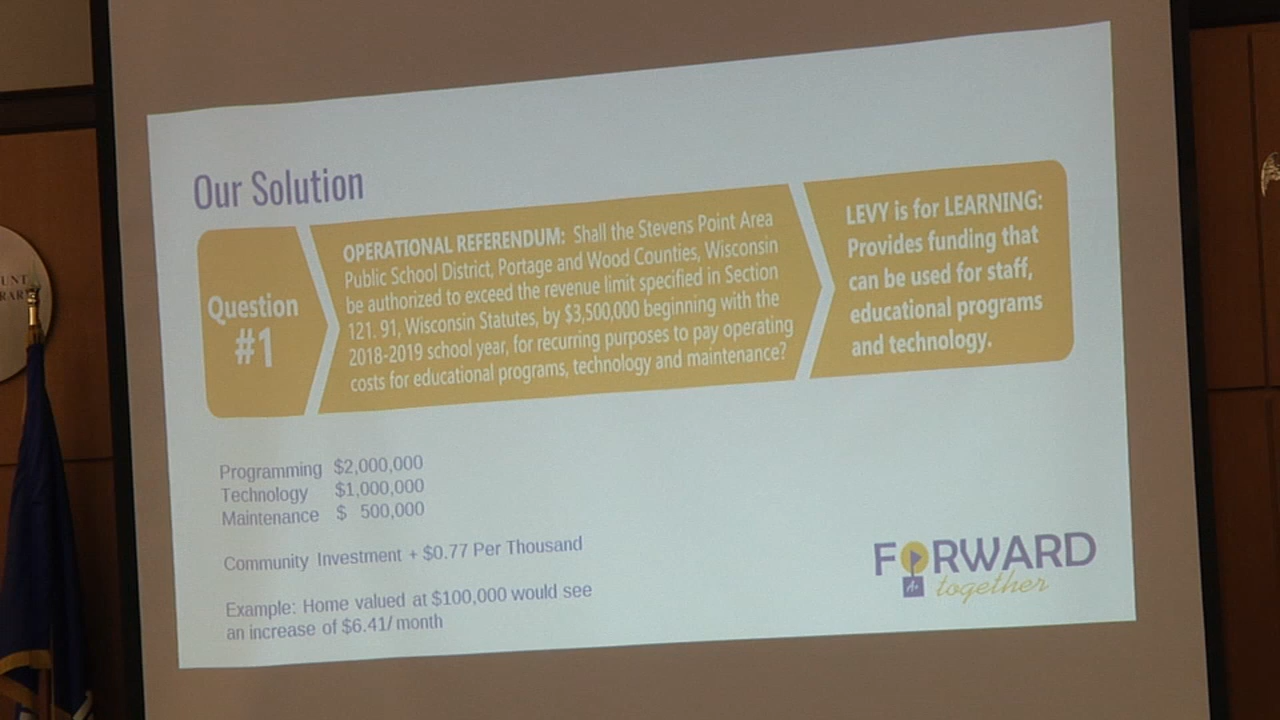 Our Solution
Question
#1
OPERATIONAL REFERENDUM: Shall the Stevens Point Area
Public School District, Portage and Wood Counties, Wisconsin
be authorized to exceed the revenue limit specified in Section
121. 91, Wisconsin Statutes, by $3,500,000 beginning with the
2018-2019 school year, for recurring purposes to pay operating
costs for educational programs, technology and maintenance?
LEVY is for LEARNING:
Provides funding that
can be used for staff,
educational programs
and technology.
Programming $2,000,000
Technology $1,000,000
Maintenance $ 500,000
Community Investment + $0.77 Per Thousand
Example: Home valued at $100,000 would see
an increase of $6.41/ month
FORWARD
A+
together